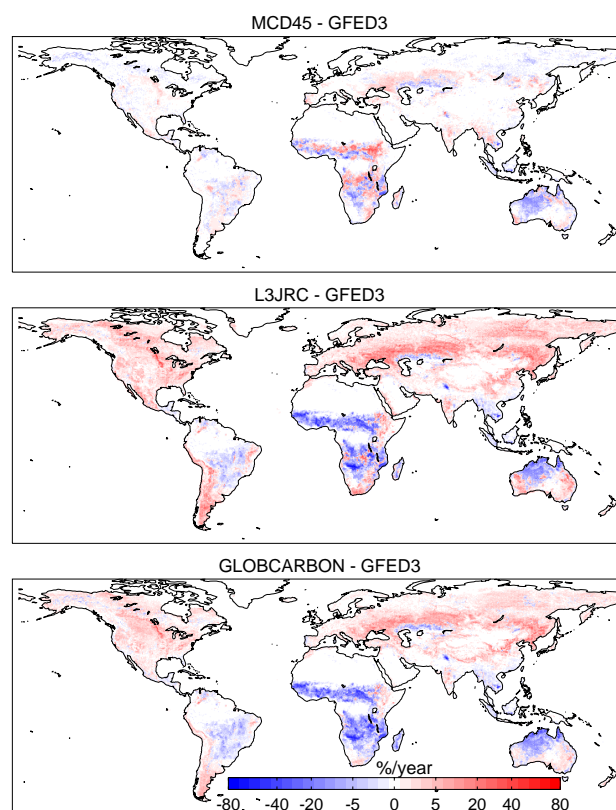 MCD45 - GFED3
L3JRC - GFED3
GLOBCARBON - GFED3
%/year
-80 -40 -20 -5 0 5 20 40 80